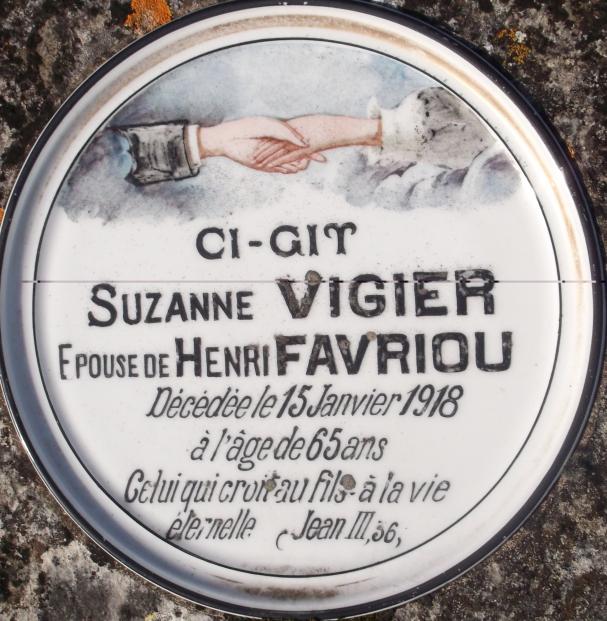 CI-GIT
SUZANNE VIGIER
EPOUSE DE HENRI FAVRIOU
Décédée le 15 Janvier 1918
à l'âge de 65 ans
Celui qui croit au fils à la vie
éternelle (Jean III, 36,